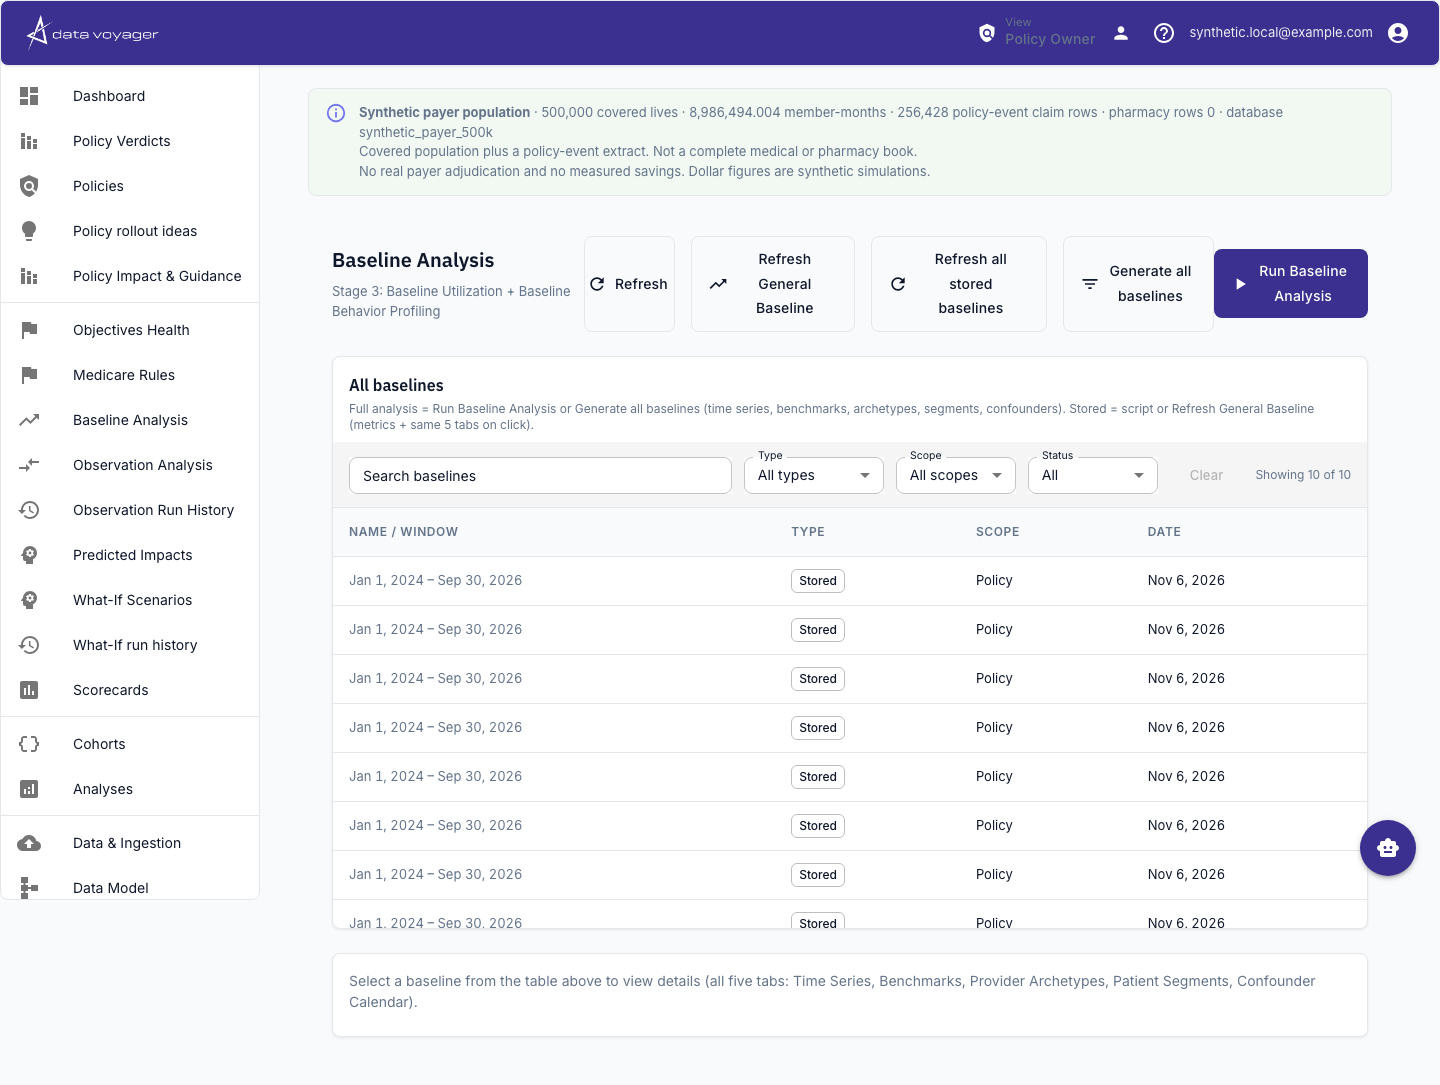 data voyager
View
Policy Owner
synthetic.local@example.com
Dashboard
Policy Verdicts
Policies
Policy rollout ideas
Policy Impact & Guidance
Objectives Health
Medicare Rules
Baseline Analysis
Observation Analysis
Observation Run History
Predicted Impacts
What-If Scenarios
What-If run history
Scorecards
Cohorts
Analyses
Data & Ingestion
Data Model
Synthetic payer population · 500,000 covered lives · 8,986,494.004 member-months · 256,428 policy-event claim rows · pharmacy rows 0 · database
synthetic_payer_500k
Covered population plus a policy-event extract. Not a complete medical or pharmacy book.
No real payer adjudication and no measured savings. Dollar figures are synthetic simulations.
Baseline Analysis
Stage 3: Baseline Utilization + Baseline
Behavior Profiling
Refresh
Refresh
General
Baseline
Refresh all
stored
baselines
Generate all
baselines
Run Baseline
Analysis
All baselines
Full analysis = Run Baseline Analysis or Generate all baselines (time series, benchmarks, archetypes, segments, confounders). Stored = script or Refresh General Baseline
(metrics + same 5 tabs on click).
Search baselines
Type
All types
Scope
All scopes
Status
All
Clear
Showing 10 of 10
NAME / WINDOW TYPE SCOPE DATE
Jan 1, 2024 – Sep 30, 2026 Stored Policy Nov 6, 2026
Jan 1, 2024 – Sep 30, 2026 Stored Policy Nov 6, 2026
Jan 1, 2024 – Sep 30, 2026 Stored Policy Nov 6, 2026
Jan 1, 2024 – Sep 30, 2026 Stored Policy Nov 6, 2026
Jan 1, 2024 – Sep 30, 2026 Stored Policy Nov 6, 2026
Jan 1, 2024 – Sep 30, 2026 Stored Policy Nov 6, 2026
Jan 1, 2024 – Sep 30, 2026 Stored Policy Nov 6, 2026
Jan 1, 2024 – Sep 30, 2026 Stored Policy Nov 6, 2026
Select a baseline from the table above to view details (all five tabs: Time Series, Benchmarks, Provider Archetypes, Patient Segments, Confounder
Calendar).